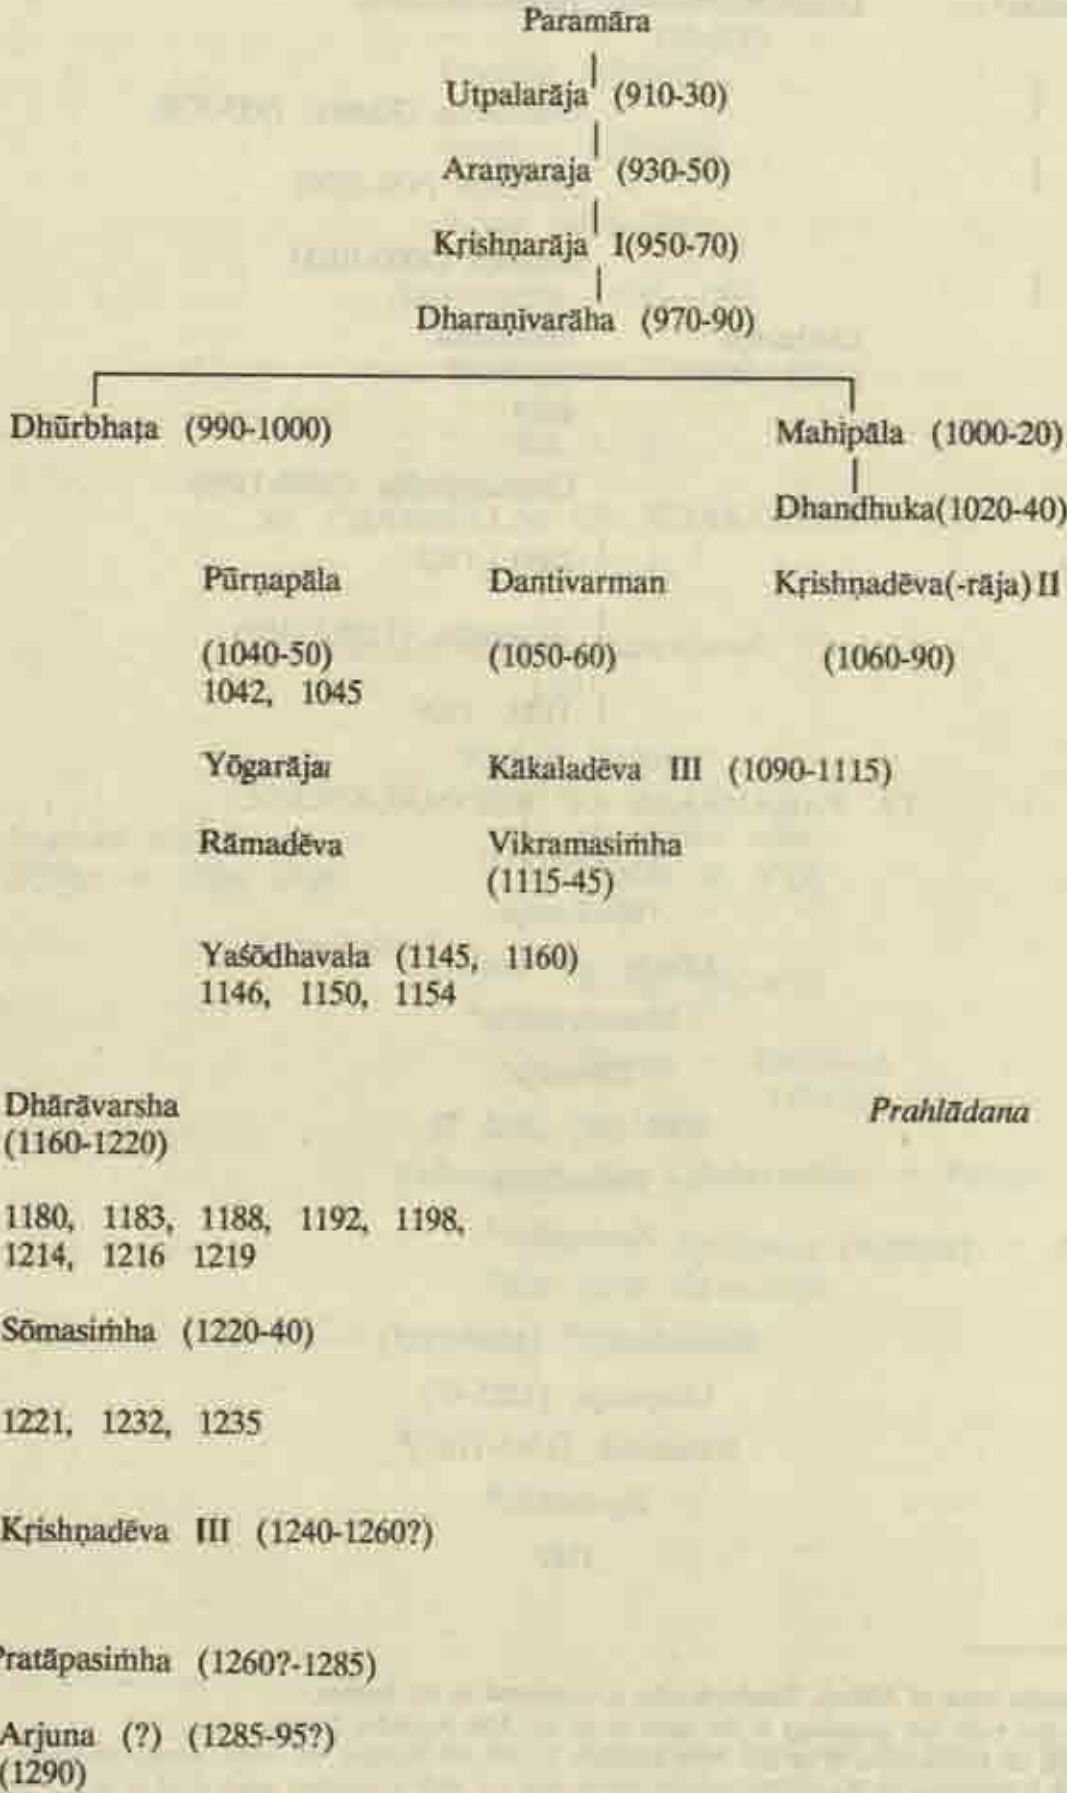 Paramāra
Utpalarāja (910-30)
Araṇyaraja (930-50)
Kṛishṇarāja I(950-70)
Dharaṇivarāha (970-90)
Dhūrbhaṭa (990-1000) Mahipāla (1000-20)
Dhandhuka(1020-40)
Pūrṇapāla Dantivarman Kṛishṇadēva(-rāja) II
(1040-50) (1050-60) (1060-90)
1042, 1045
Yōgarāja Kākaladēva III (1090-1115)
Rāmadēva Vikramasiṁha
(1115-45)
Yaśōdhavala (1145, 1160)
1146, 1150, 1154
Dhārāvarsha Prahlādana
(1160-1220)
1180, 1183, 1188, 1192, 1198,
1214, 1216 1219
Sōmasiṁha (1220-40)
1221, 1232, 1235
Kṛishṇadēva III (1240-1260?)
Pratāpasiṁha (1260?-1285)
Arjuna (?) (1285-95?)
(1290)